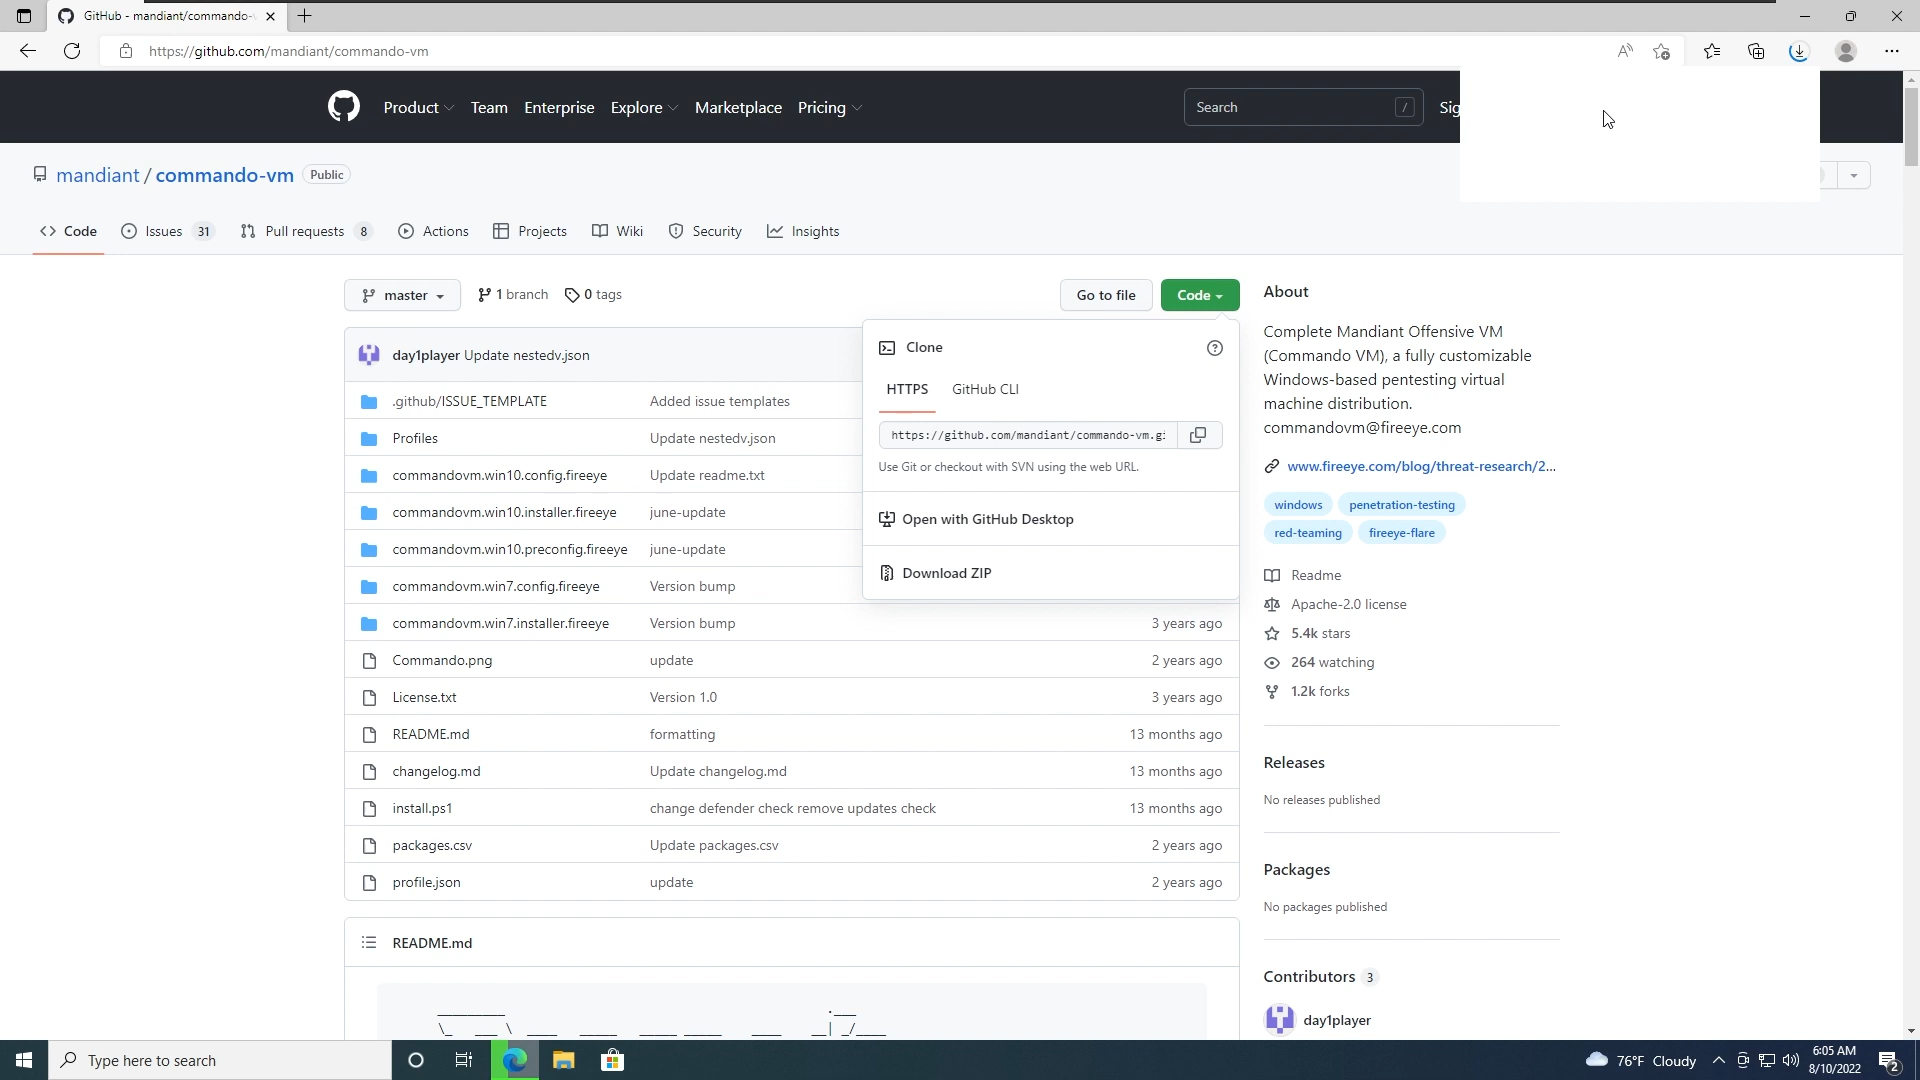 GitHub - mandiant/commando-v
https://github.com/mandiant/commando-vm
Product Team Enterprise Explore Marketplace Pricing
Search /
Sig
mandiant / commando-vm Public
Code Issues 31 Pull requests 8 Actions Projects Wiki Security Insights
master 1 branch 0 tags
Go to file Code
day1player Update nestedv.json
.github/ISSUE_TEMPLATE Added issue templates
Profiles Update nestedv.json
commandovm.win10.config.fireeye Update readme.txt
commandovm.win10.installer.fireeye june-update
commandovm.win10.preconfig.fireeye june-update
commandovm.win7.config.fireeye Version bump
commandovm.win7.installer.fireeye Version bump 3 years ago
Commando.png update 2 years ago
License.txt Version 1.0 3 years ago
README.md formatting 13 months ago
changelog.md Update changelog.md 13 months ago
install.ps1 change defender check remove updates check 13 months ago
packages.csv Update packages.csv 2 years ago
profile.json update 2 years ago
README.md
Clone
HTTPS GitHub CLI
https://github.com/mandiant/commando-vm.gi
Use Git or checkout with SVN using the web URL.
Open with GitHub Desktop
Download ZIP
About
Complete Mandiant Offensive VM
(Commando VM), a fully customizable
Windows-based pentesting virtual
machine distribution.
commandovm@fireeye.com
www.fireeye.com/blog/threat-research/2...
windows penetration-testing
red-teaming fireeye-flare
Readme
Apache-2.0 license
5.4k stars
264 watching
1.2k forks
Releases
No releases published
Packages
No packages published
Contributors 3
day1player
Type here to search
76°F Cloudy
6:05 AM
8/10/2022
2